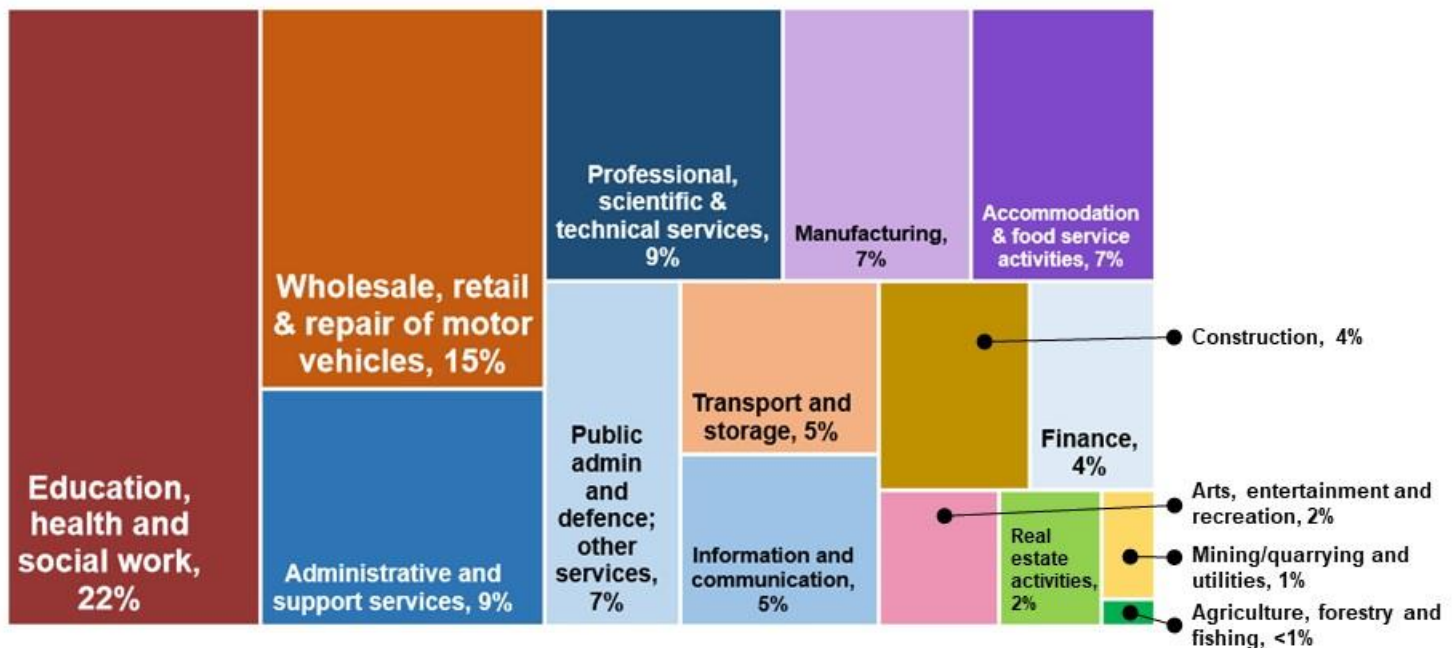 Education,
health and
social work,
22%
Wholesale, retail
& repair of motor
vehicles, 15%
Administrative and
support services, 9%
Professional,
scientific &
technical services,
9%
Manufacturing,
7%
Accommodation
& food service
activities, 7%
Public
admin
and
defence;
other
services,
7%
Transport and
storage, 5%
Information and
communication,
5%
Construction, 4%
Finance,
4%
Arts, entertainment and
recreation, 2%
Real
estate
activities,
2%
Mining/quarrying and
utilities, 1%
Agriculture, forestry and
fishing, <1%